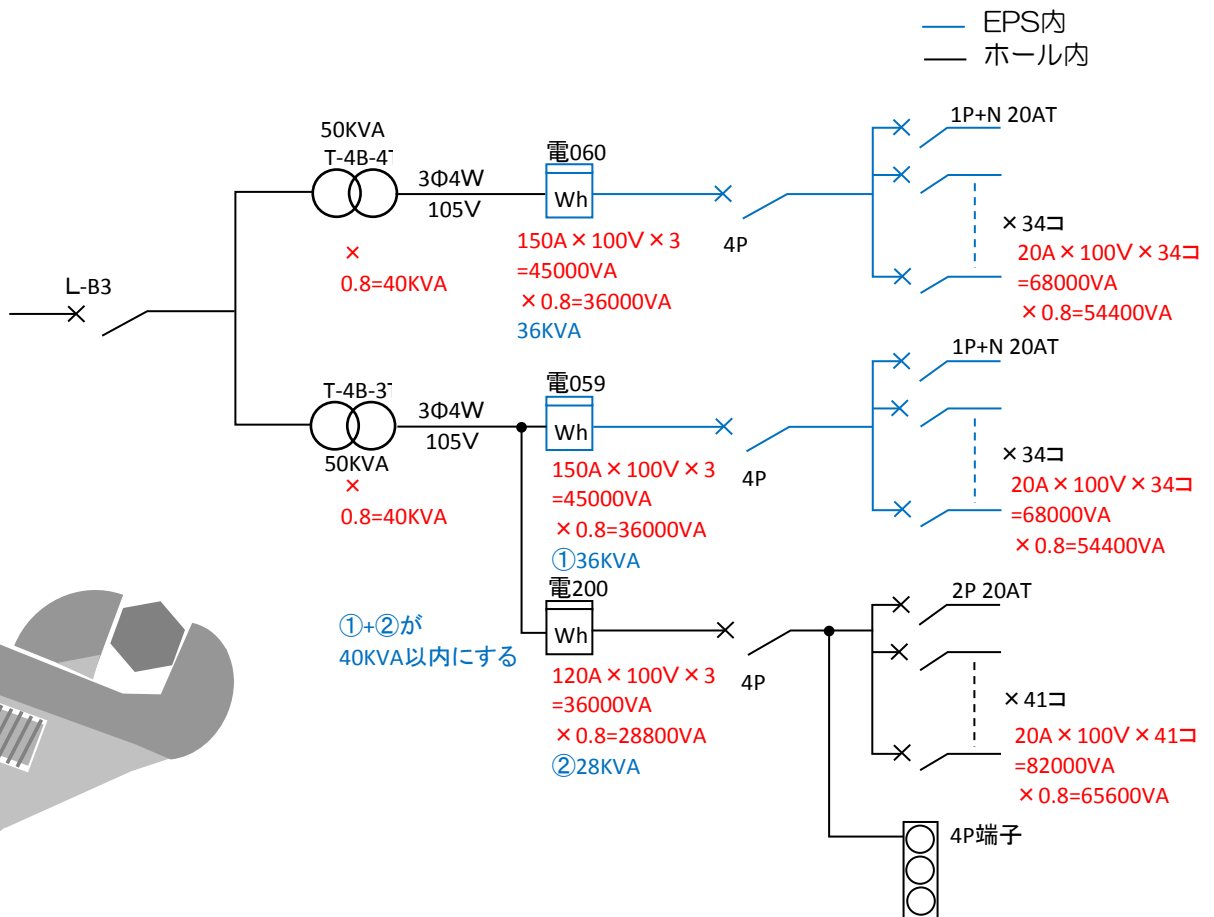 EPS内
ホール内
50KVA
T-4B-4T
3Φ4W
105V
電060
Wh
150A×100V×3
=45000VA
×0.8=36000VA
36KVA
4P
1P+N 20AT
×34コ
20A×100V×34コ
=68000VA
×0.8=54400VA
×
0.8=40KVA
L-B3
T-4B-3T
50KVA
×
0.8=40KVA
3Φ4W
105V
電059
Wh
150A×100V×3
=45000VA
×0.8=36000VA
①36KVA
4P
1P+N 20AT
×34コ
20A×100V×34コ
=68000VA
×0.8=54400VA
①+②が
40KVA以内にする
電200
Wh
120A×100V×3
=36000VA
×0.8=28800VA
②28KVA
4P
2P 20AT
×41コ
20A×100V×41コ
=82000VA
×0.8=65600VA
4P端子